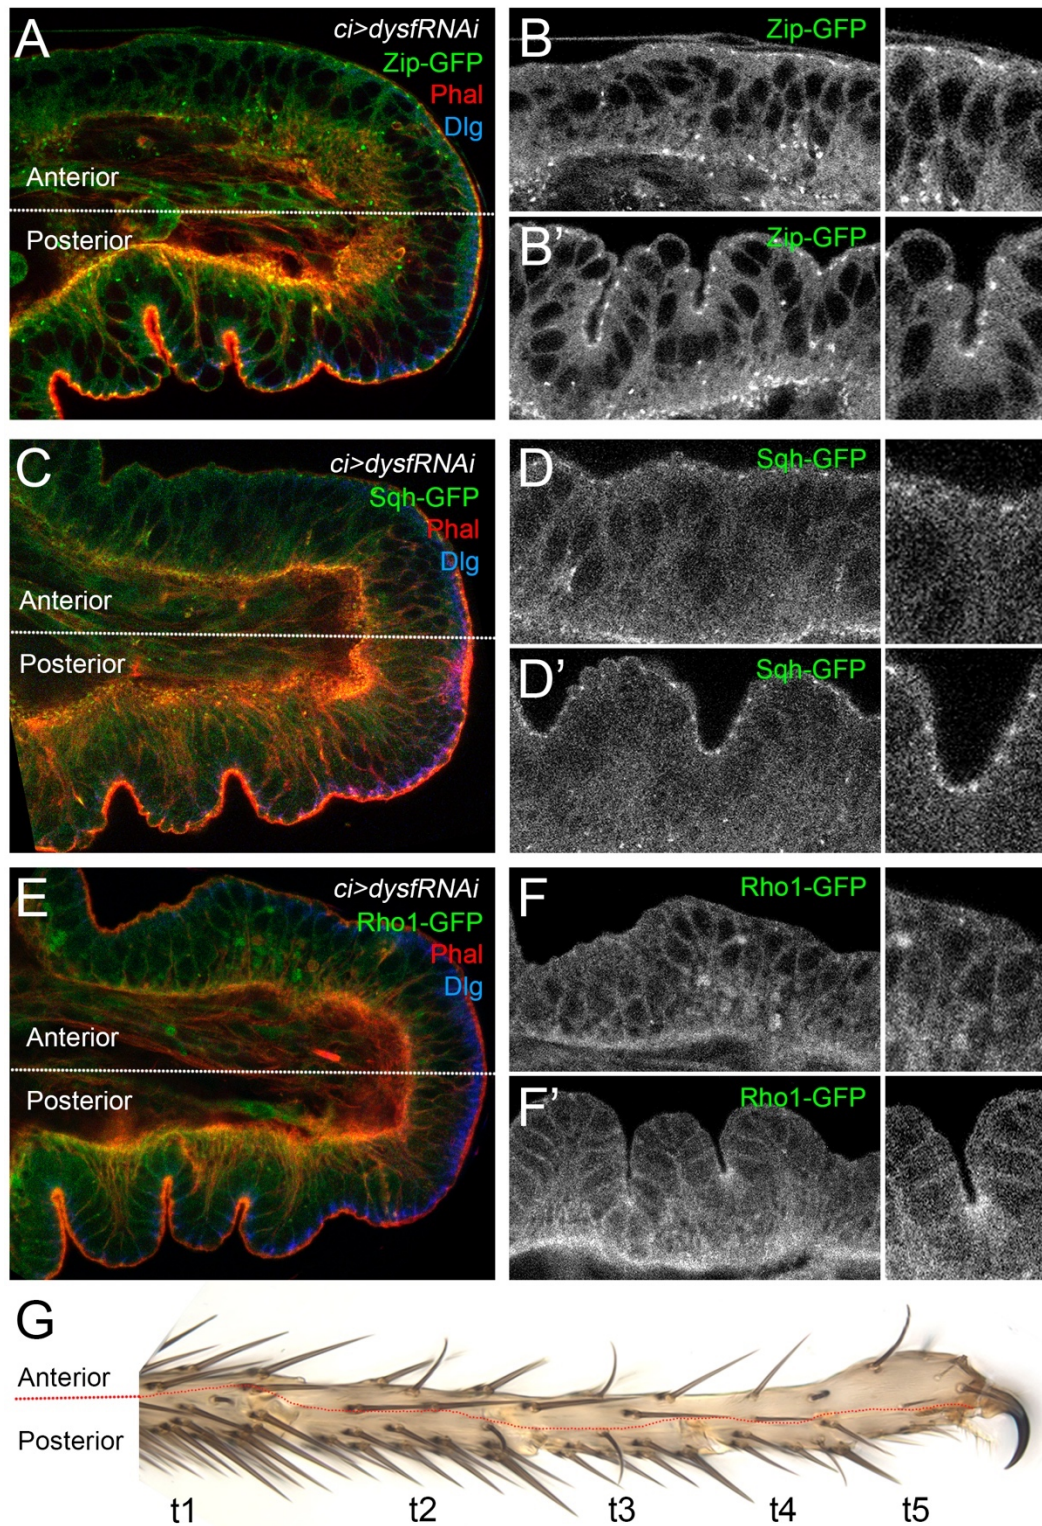 A
ci>dysfRNAi
Zip-GFP
Phal
Dlg
Anterior
Posterior
B
Zip-GFP
B’
Zip-GFP
C
ci>dysfRNAi
Sqh-GFP
Phal
Dlg
Anterior
Posterior
D
Sqh-GFP
D’
Sqh-GFP
E
ci>dysfRNAi
Rho1-GFP
Phal
Dlg
Anterior
Posterior
F
Rho1-GFP
F’
Rho1-GFP
G
Anterior
Posterior
t1 t2 t3 t4 t5